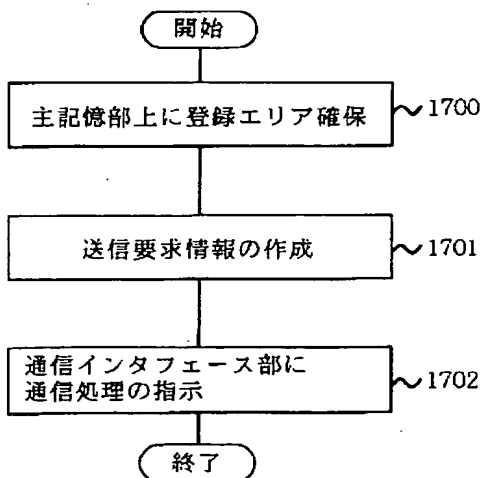 開始
主記憶部上に登録エリア確保
1700
送信要求情報の作成
1701
通信インタフェース部に
通信処理の指示
1702
終了